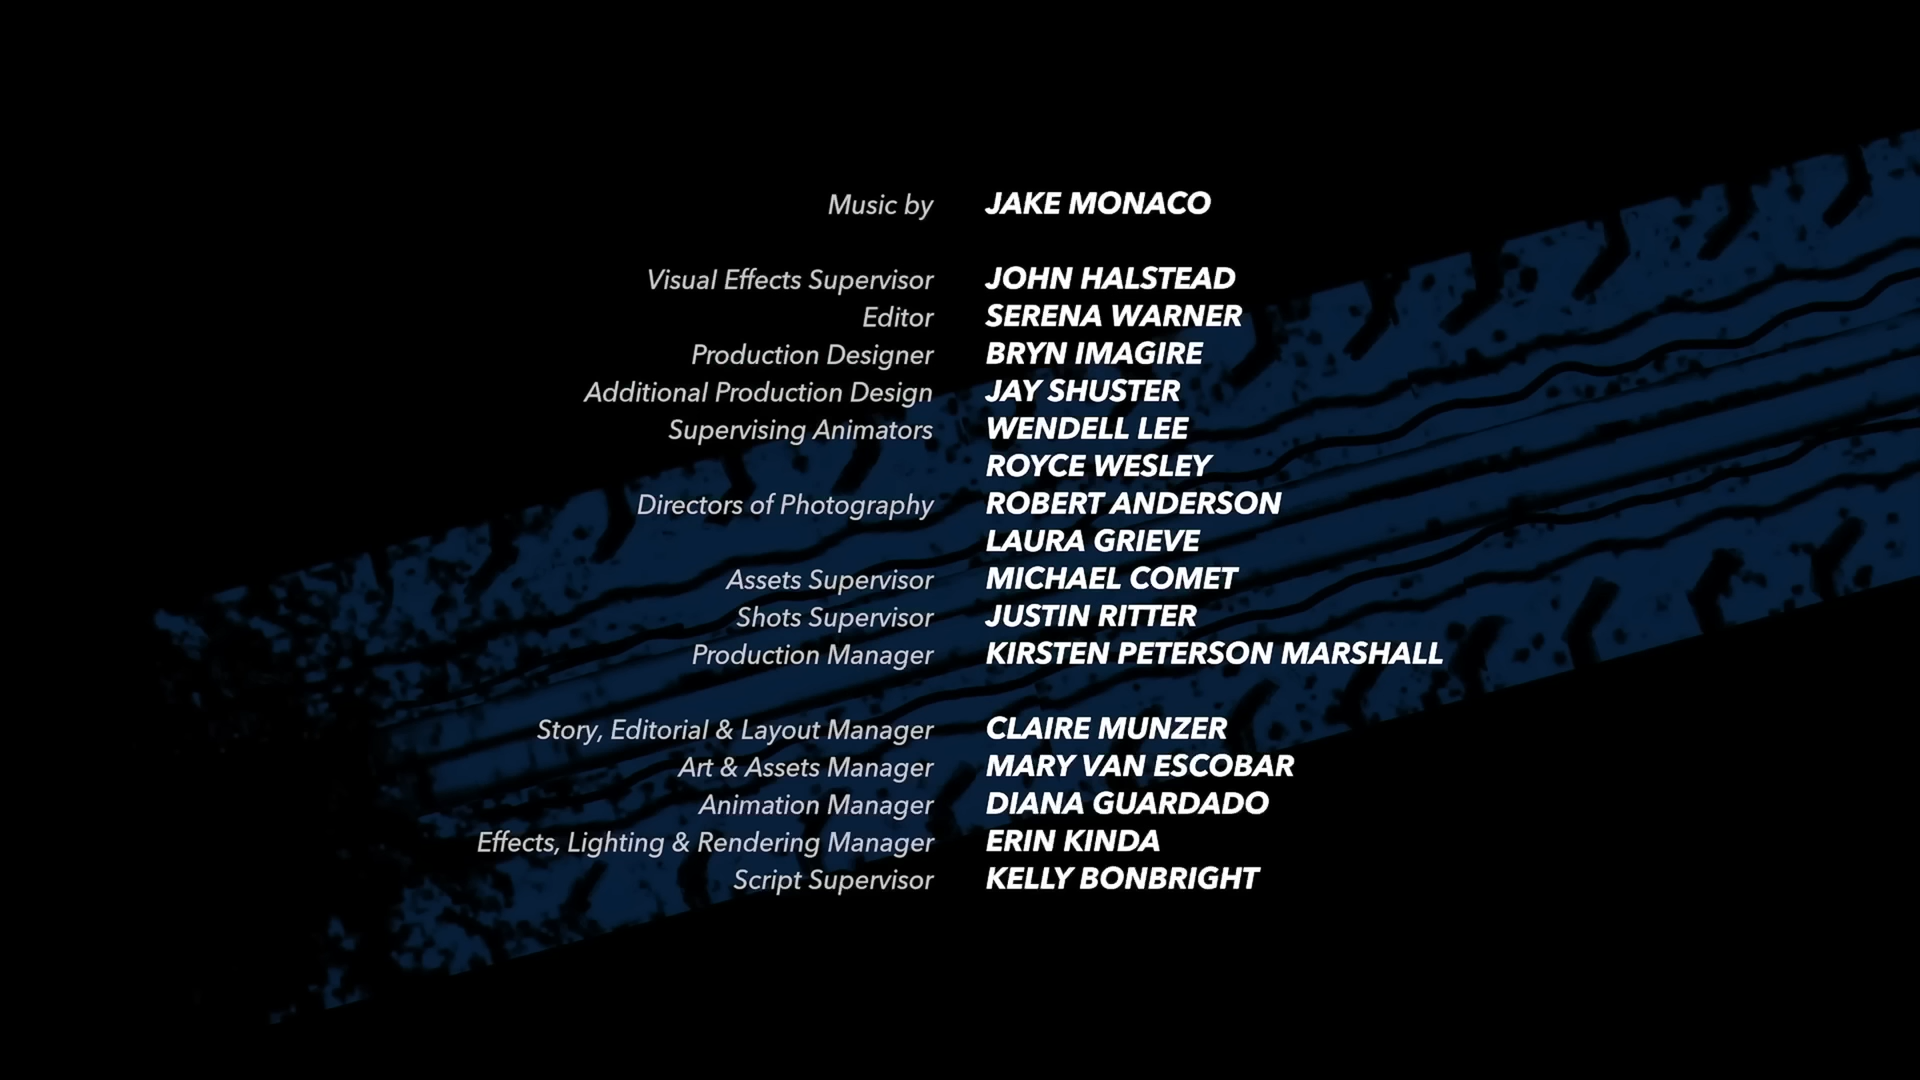 Music by JAKE MONACO
Visual Effects Supervisor JOHN HALSTEAD
Editor SERENA WARNER
Production Designer BRYN IMAGIRE
Additional Production Design JAY SHUSTER
Supervising Animators WENDELL LEE
ROYCE WESLEY
Directors of Photography ROBERT ANDERSON
LAURA GRIEVE
Assets Supervisor MICHAEL COMET
Shots Supervisor JUSTIN RITTER
Production Manager KIRSTEN PETERSON MARSHALL
Story, Editorial & Layout Manager CLAIRE MUNZER
Art & Assets Manager MARY VAN ESCOBAR
Animation Manager DIANA GUARDADO
Effects, Lighting & Rendering Manager ERIN KINDA
Script Supervisor KELLY BONBRIGHT